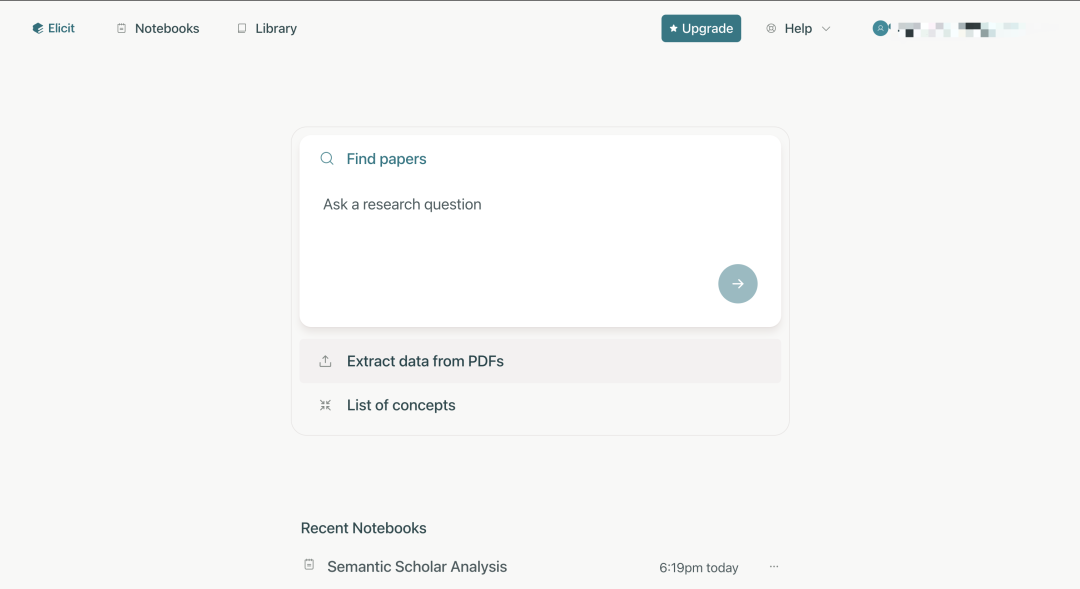 Elicit Notebooks Library Upgrade Help
Find papers
Ask a research question
Extract data from PDFs
List of concepts
Recent Notebooks
Semantic Scholar Analysis 6:19pm today ...